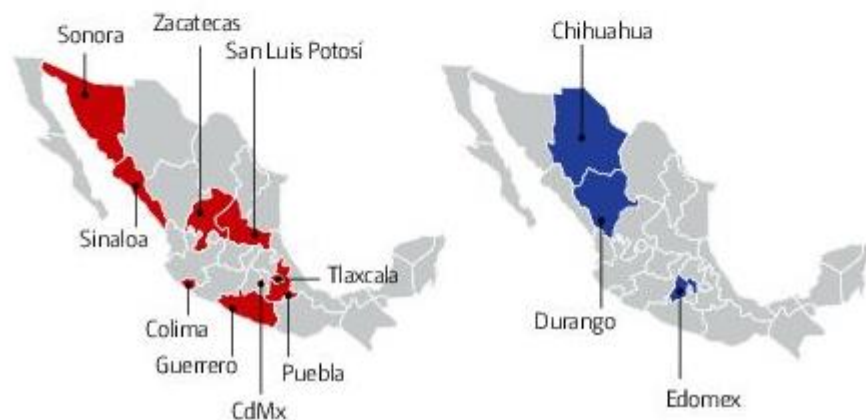 Sonora
Zacatecas
San Luis Potosí
Sinaloa
Tlaxcala
Colima
Guerrero
Puebla
CdMx
Chihuahua
Durango
Edomex